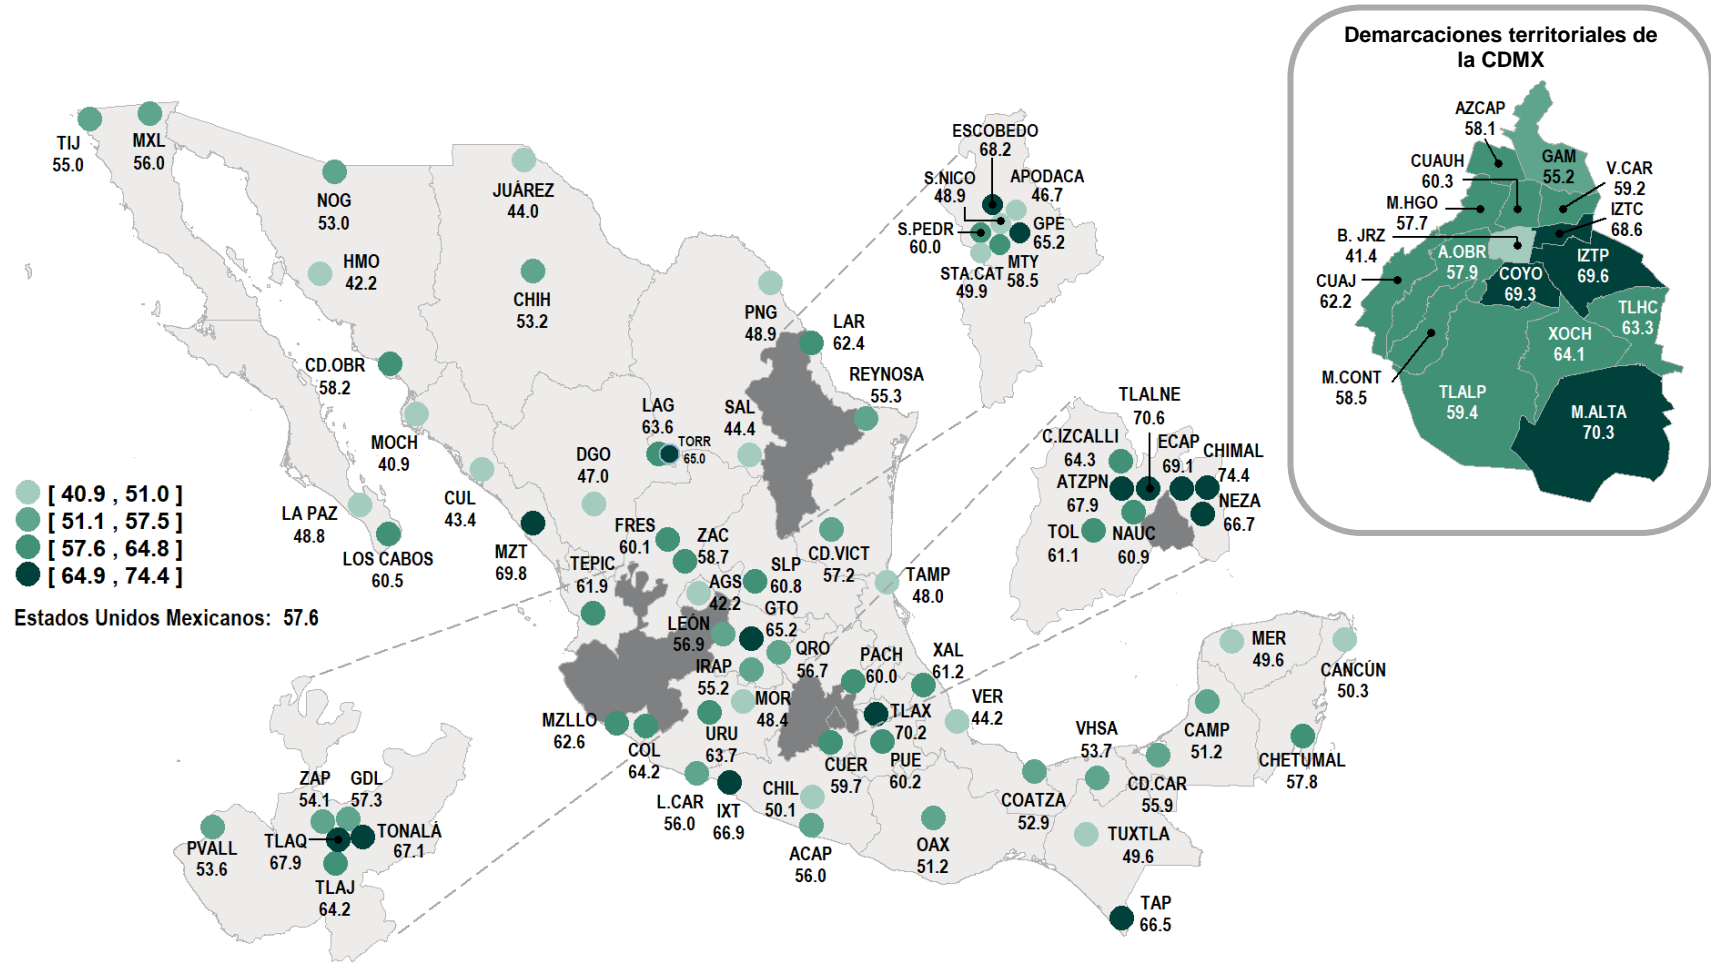 Demarcaciones territoriales de
la CDMX
AZCAP
58.1
CUAUH
60.3
GAM
55.2
V.CAR
59.2
M.HGO
57.7
IZTC
68.6
B. JRZ
41.4
A.OBR
57.9
COYO
69.3
IZTP
69.6
CUAJ
62.2
TLHC
63.3
XOCH
64.1
M.CONT
58.5
TLALP
59.4
M.ALTA
70.3
TIJ
55.0
MXL
56.0
NOG
53.0
JUÁREZ
44.0
HMO
42.2
CHIH
53.2
CD.OBR
58.2
MOCH
40.9
PNG
48.9
LAR
62.4
REYNOSA
55.3
LAG
63.6
TORR
65.0
SAL
44.4
DGO
47.0
CUL
43.4
LA PAZ
48.8
LOS CABOS
60.5
MZT
69.8
ESCOBEDO
68.2
S.NICO
48.9
APODACA
46.7
S.PEDR
60.0
GPE
65.2
STA.CAT
49.9
MTY
58.5
TLALNE
70.6
C.IZCALLI
64.3
ECAP
69.1
CHIMAL
74.4
ATZPN
67.9
NEZA
66.7
TOL
61.1
NAUC
60.9
[ 40.9 , 51.0 ]
[ 51.1 , 57.5 ]
[ 57.6 , 64.8 ]
[ 64.9 , 74.4 ]
Estados Unidos Mexicanos: 57.6
FRES
60.1
ZAC
58.7
TEPIC
61.9
CD.VICT
57.2
SLP
60.8
AGS
42.2
TAMP
48.0
GTO
65.2
LEÓN
56.9
QRO
56.7
IRAP
55.2
PACH
60.0
XAL
61.2
MOR
48.4
TLAX
70.2
VER
44.2
MZLLO
62.6
COL
64.2
URU
63.7
CUER
59.7
PUE
60.2
L.CAR
56.0
IXT
66.9
CHIL
50.1
ACAP
56.0
OAX
51.2
COATZA
52.9
VHSA
53.7
CD.CAR
55.9
CAMP
51.2
MER
49.6
CANCÚN
50.3
CHETUMAL
57.8
TUXTLA
49.6
TAP
66.5
ZAP
54.1
GDL
57.3
PVALL
53.6
TLAQ
67.9
TONALÁ
67.1
TLAJ
64.2